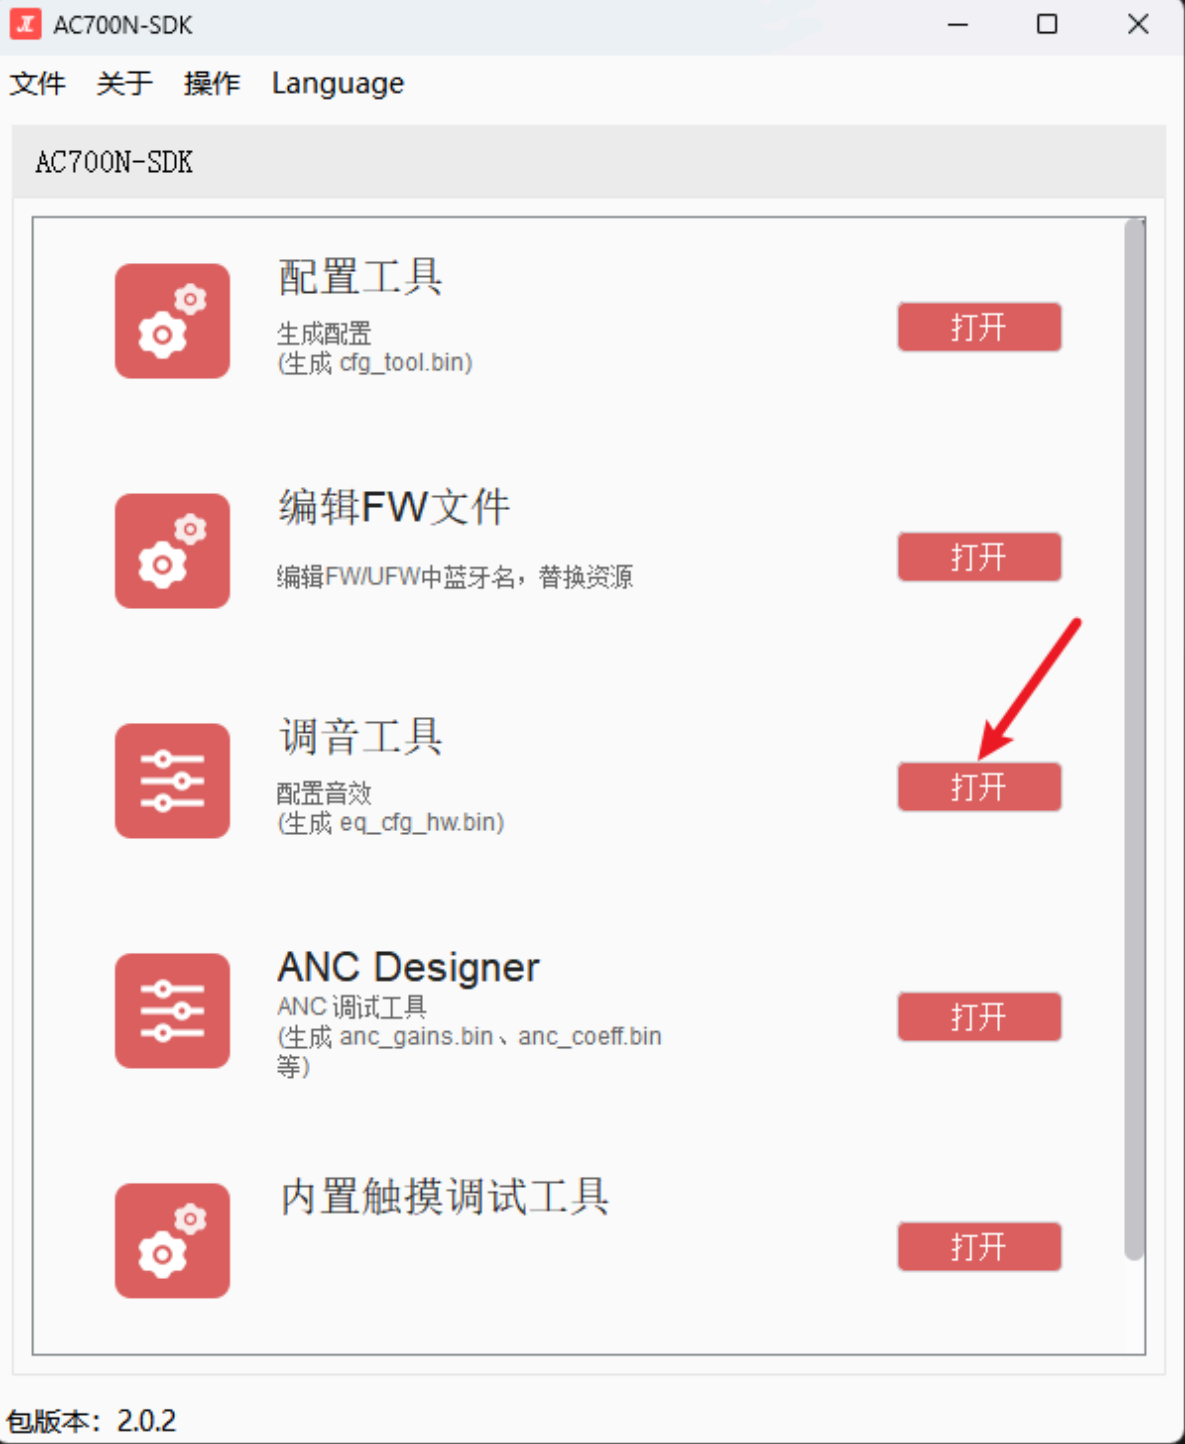 AC700N-SDK
文件 关于 操作 Language
AC700N-SDK
配置工具
生成配置
(生成 cfg_tool.bin)
打开
编辑FW文件
编辑FW/UFW中蓝牙名，替换资源
打开
调音工具
配置音效
(生成 eq_cfg_hw.bin)
打开
ANC Designer
ANC 调试工具
(生成 anc_gains.bin、anc_coeff.bin
等)
打开
内置触摸调试工具
打开
包版本：2.0.2